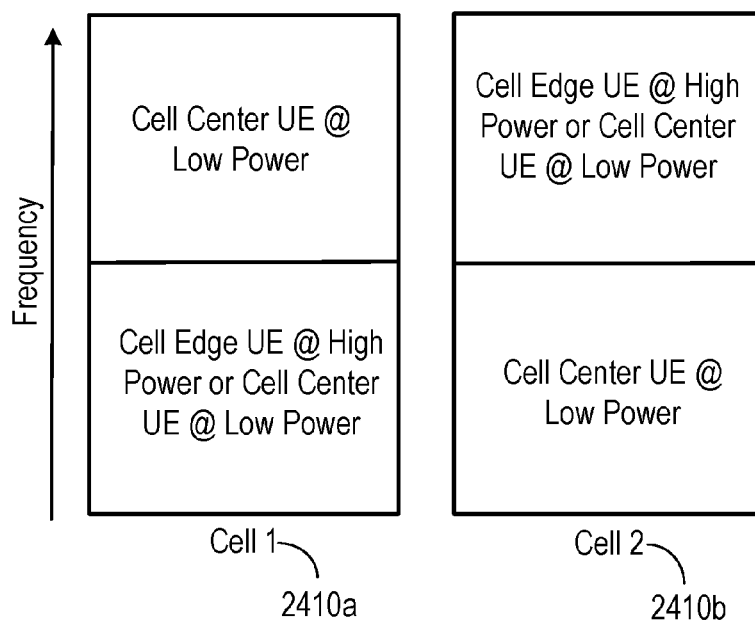 Frequency
Cell Center UE @
Low Power
Cell Edge UE @ High
Power or Cell Center
UE @ Low Power
Cell 1
2410a
Cell Edge UE @ High
Power or Cell Center
UE @ Low Power
Cell Center UE @
Low Power
Cell 2
2410b